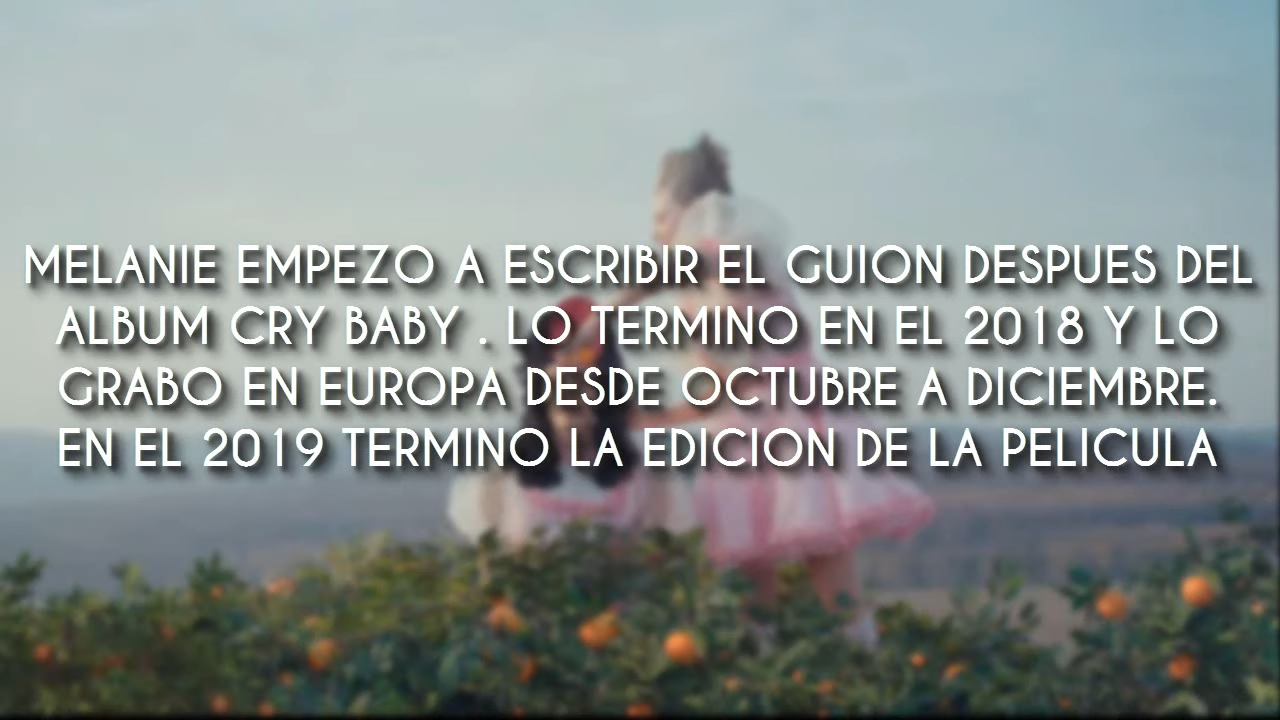 MELANIE EMPEZO A ESCRIBIR EL GUION DESPUES DEL
ALBUM CRY BABY . LO TERMINO EN EL 2018 Y LO
GRABO EN EUROPA DESDE OCTUBRE A DICIEMBRE.
EN EL 2019 TERMINO LA EDICION DE LA PELICULA